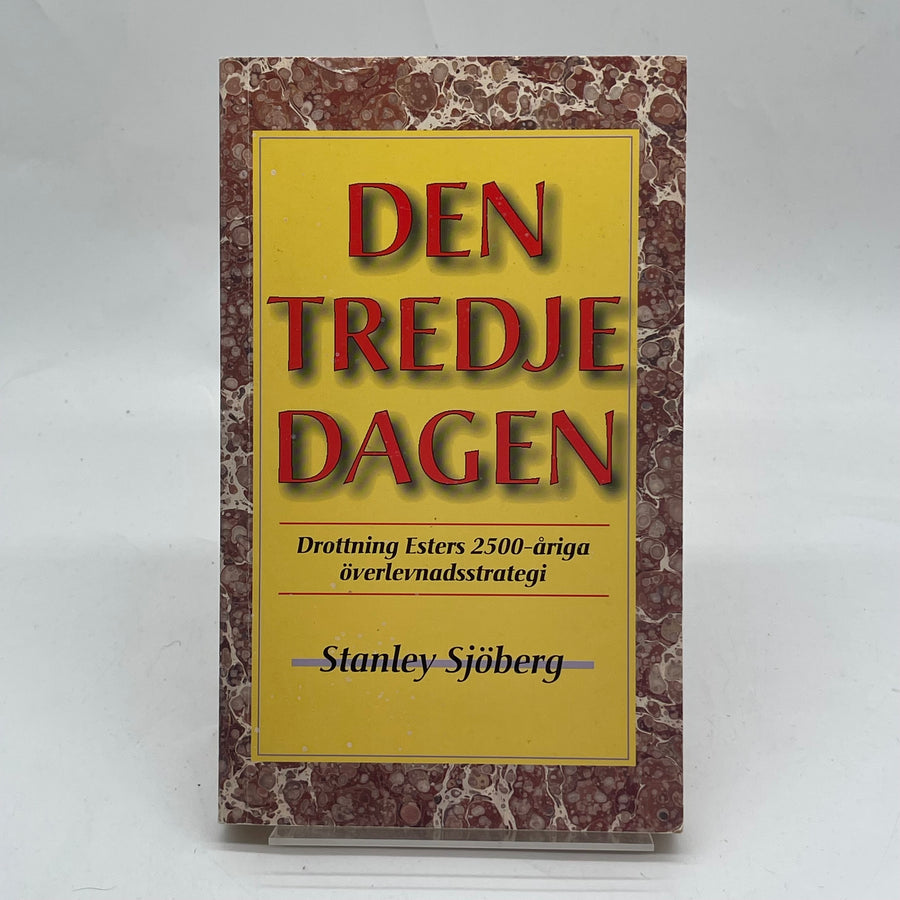 DEN
TREDJE
DAGEN
Drottning Esters 2500-åriga
överlevnadsstrategi
Stanley Sjöberg